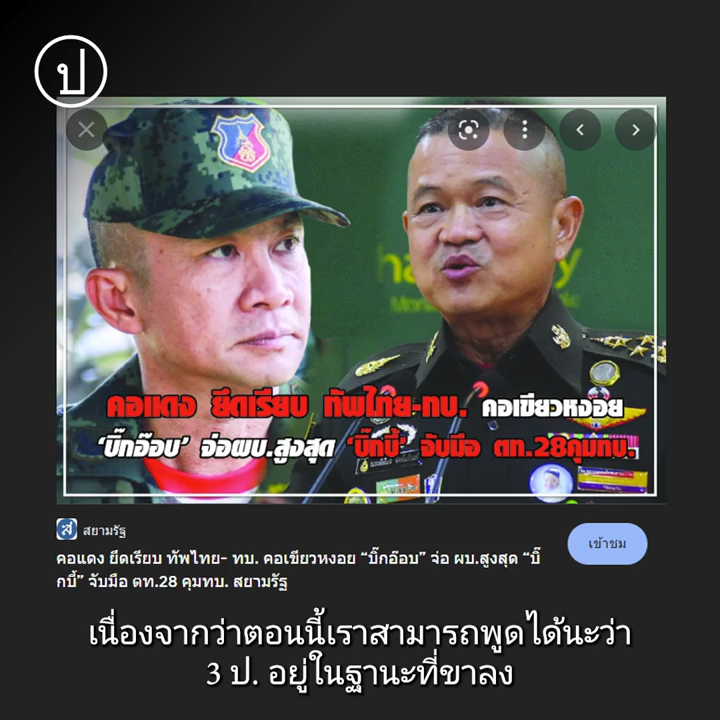 ป
คอแดง ยึดเรียบ ทัพไทย-ทบ. คอเขียวหงอย
‘บิ๊กอ๊อบ’ จ่อผบ.สูงสุด ‘บิ๊กบี้’ จับมือ ตท.28คุมทบ.
สยามรัฐ
คอแดง ยึดเรียบ ทัพไทย- ทบ. คอเขียวหงอย “บิ๊กอ๊อบ” จ่อ ผบ.สูงสุด “บิ๊
กบี้” จับมือ ตท.28 คุมทบ. สยามรัฐ
เข้าชม
เนื่องจากว่าตอนนี้เราสามารถพูดได้นะว่า
3 ป. อยู่ในฐานะที่ขาลง